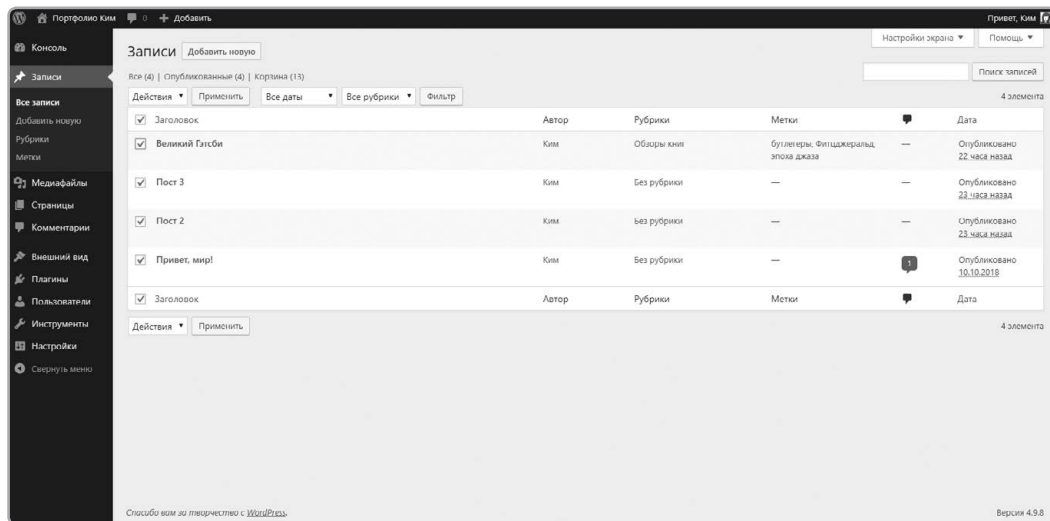 Портфолио Ким 0 Добавить Привет, Ким
Консоль
Записи
Все записи
Добавить новую
Рубрики
Метки
Медиафайлы
Страницы
Комментарии
Внешний вид
Плагины
Пользователи
Инструменты
Настройки
Свернуть меню
Настройки экрана Помощь
Записи Добавить новую
Все (4) | Опубликованные (4) | Корзина (13) Поиск записей
Действия Применить Все даты Все рубрики Фильтр 4 элемента
Заголовок Автор Рубрики Метки Дата
Великий Гэтсби Ким Обзоры книг бутлегеры, Фитцджеральд, — Опубликовано
эпоха джаза 22 часа назад
Пост 3 Ким Без рубрики — — Опубликовано
23 часа назад
Пост 2 Ким Без рубрики — — Опубликовано
23 часа назад
Привет, мир! Ким Без рубрики — 1 Опубликовано
10.10.2018
Заголовок Автор Рубрики Метки Дата
Действия Применить 4 элемента
Спасибо вам за творчество с WordPress. Версия 4.9.8